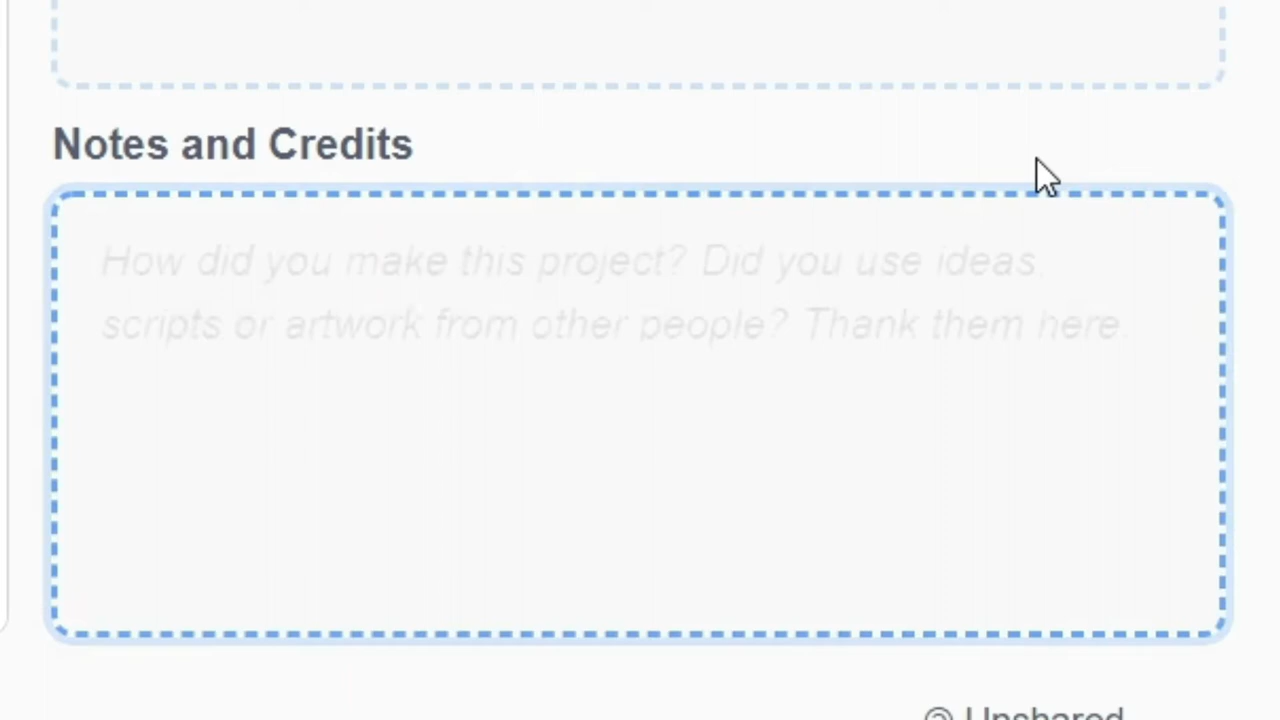 Notes and Credits
How did you make this project? Did you use ideas,
scripts or artwork from other people? Thank them here.
Unshared